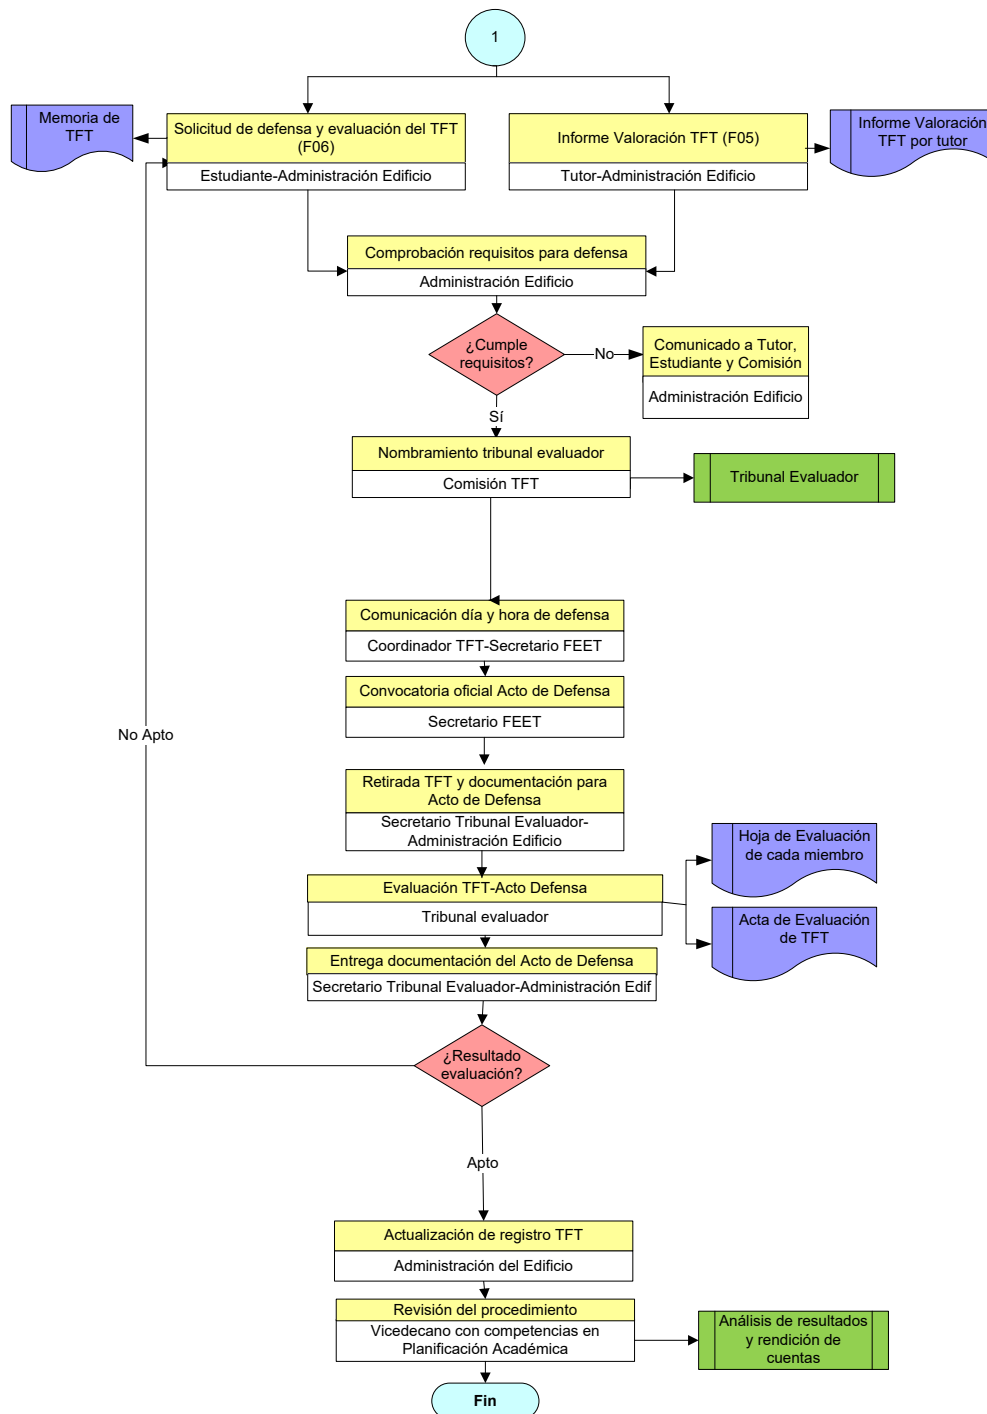 1
Memoria de
TFT
Solicitud de defensa y evaluación del TFT
(F06)
Estudiante-Administración Edificio
Informe Valoración TFT (F05)
Tutor-Administración Edificio
Informe Valoración
TFT por tutor
Comprobación requisitos para defensa
Administración Edificio
¿Cumple
requisitos?
No
Comunicado a Tutor,
Estudiante y Comisión
Administración Edificio
Sí
Nombramiento tribunal evaluador
Comisión TFT
Tribunal Evaluador
Comunicación día y hora de defensa
Coordinador TFT-Secretario FEET
Convocatoria oficial Acto de Defensa
Secretario FEET
No Apto
Retirada TFT y documentación para
Acto de Defensa
Secretario Tribunal Evaluador-
Administración Edificio
Hoja de Evaluación
de cada miembro
Evaluación TFT-Acto Defensa
Tribunal evaluador
Acta de Evaluación
de TFT
Entrega documentación del Acto de Defensa
Secretario Tribunal Evaluador-Administración Edif
¿Resultado
evaluación?
Apto
Actualización de registro TFT
Administración del Edificio
Revisión del procedimiento
Vicedecano con competencias en
Planificación Académica
Análisis de resultados
y rendición de
cuentas
Fin